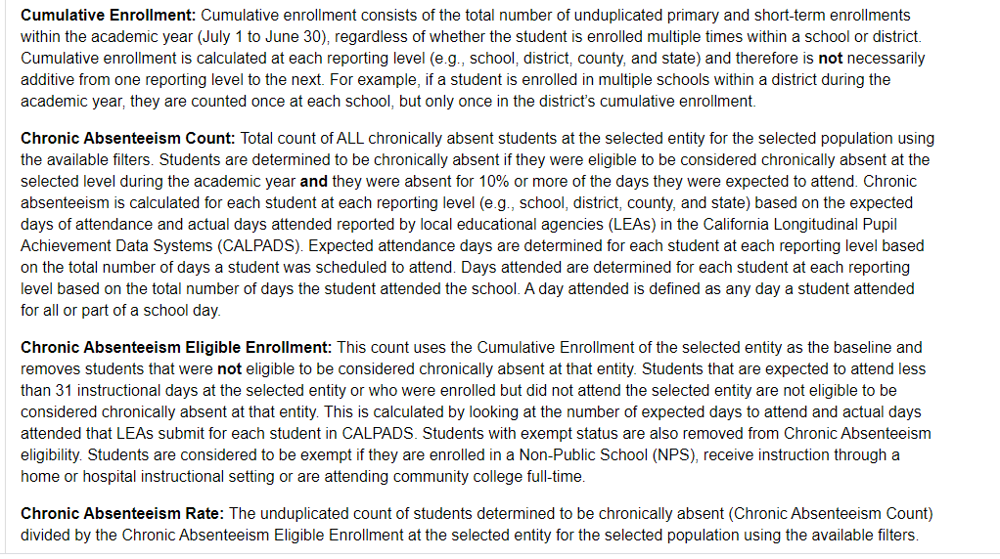 Cumulative Enrollment: Cumulative enrollment consists of the total number of unduplicated primary and short-term enrollments
within the academic year (July 1 to June 30), regardless of whether the student is enrolled multiple times within a school or district.
Cumulative enrollment is calculated at each reporting level (e.g., school, district, county, and state) and therefore is not necessarily
additive from one reporting level to the next. For example, if a student is enrolled in multiple schools within a district during the
academic year, they are counted once at each school, but only once in the district's cumulative enrollment.
Chronic Absenteeism Count: Total count of ALL chronically absent students at the selected entity for the selected population using
the available filters. Students are determined to be chronically absent if they were eligible to be considered chronically absent at the
selected level during the academic year and they were absent for 10% or more of the days they were expected to attend. Chronic
absenteeism is calculated for each student at each reporting level (e.g., school, district, county, and state) based on the expected
days of attendance and actual days attended reported by local educational agencies (LEAs) in the California Longitudinal Pupil
Achievement Data Systems (CALPADS). Expected attendance days are determined for each student at each reporting level based
on the total number of days a student was scheduled to attend. Days attended are determined for each student at each reporting
level based on the total number of days the student attended the school. A day attended is defined as any day a student attended
for all or part of a school day.
Chronic Absenteeism Eligible Enrollment: This count uses the Cumulative Enrollment of the selected entity as the baseline and
removes students that were not eligible to be considered chronically absent at that entity. Students that are expected to attend less
than 31 instructional days at the selected entity or who were enrolled but did not attend the selected entity are not eligible to be
considered chronically absent at that entity. This is calculated by looking at the number of expected days to attend and actual days
attended that LEAs submit for each student in CALPADS. Students with exempt status are also removed from Chronic Absenteeism
eligibility. Students are considered to be exempt if they are enrolled in a Non-Public School (NPS), receive instruction through a
home or hospital instructional setting or are attending community college full-time.
Chronic Absenteeism Rate: The unduplicated count of students determined to be chronically absent (Chronic Absenteeism Count)
divided by the Chronic Absenteeism Eligible Enrollment at the selected entity for the selected population using the available filters.